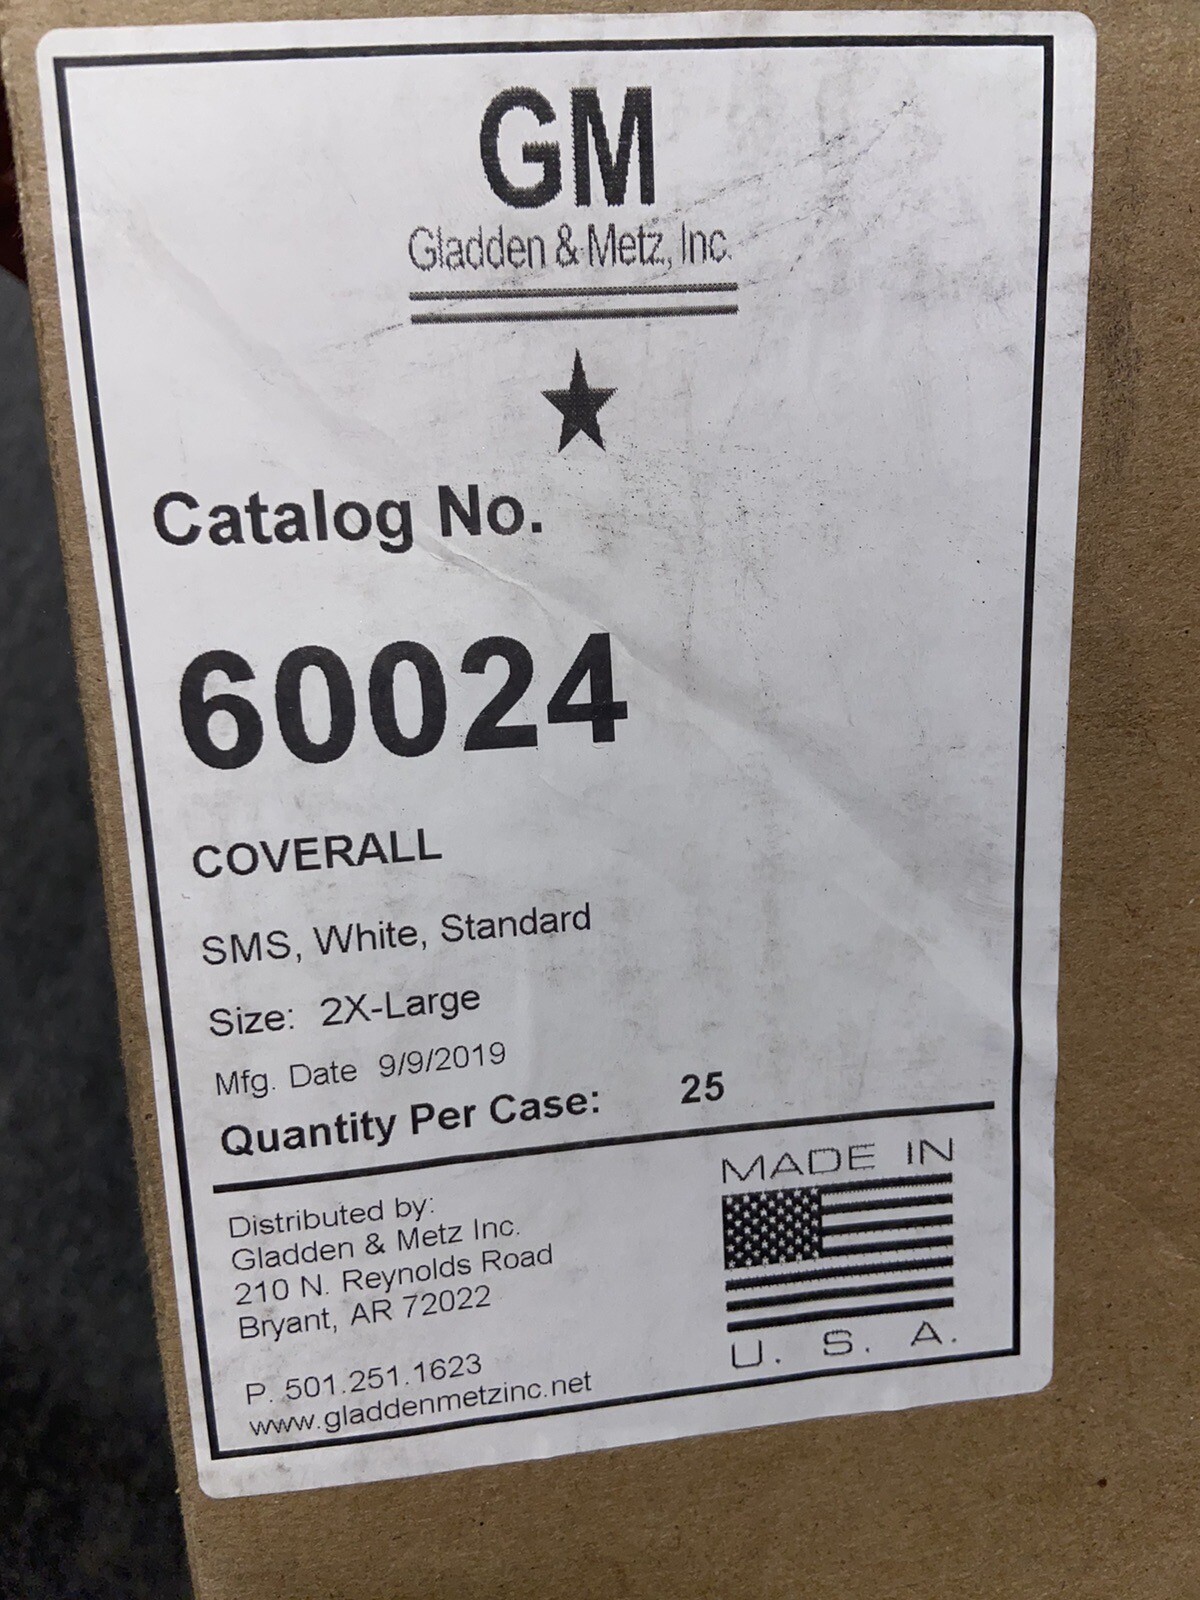 GM
Gladden & Metz, Inc.
Catalog No.
60024
COVERALL
SMS, White, Standard
Size: 2X-Large
Mfg. Date 9/9/2019
Quantity Per Case: 25
Distributed by:
Gladden & Metz Inc.
210 N. Reynolds Road
Bryant, AR 72022
P. 501.251.1623
www.gladdenmetzinc.net
MADE IN
U. S. A.